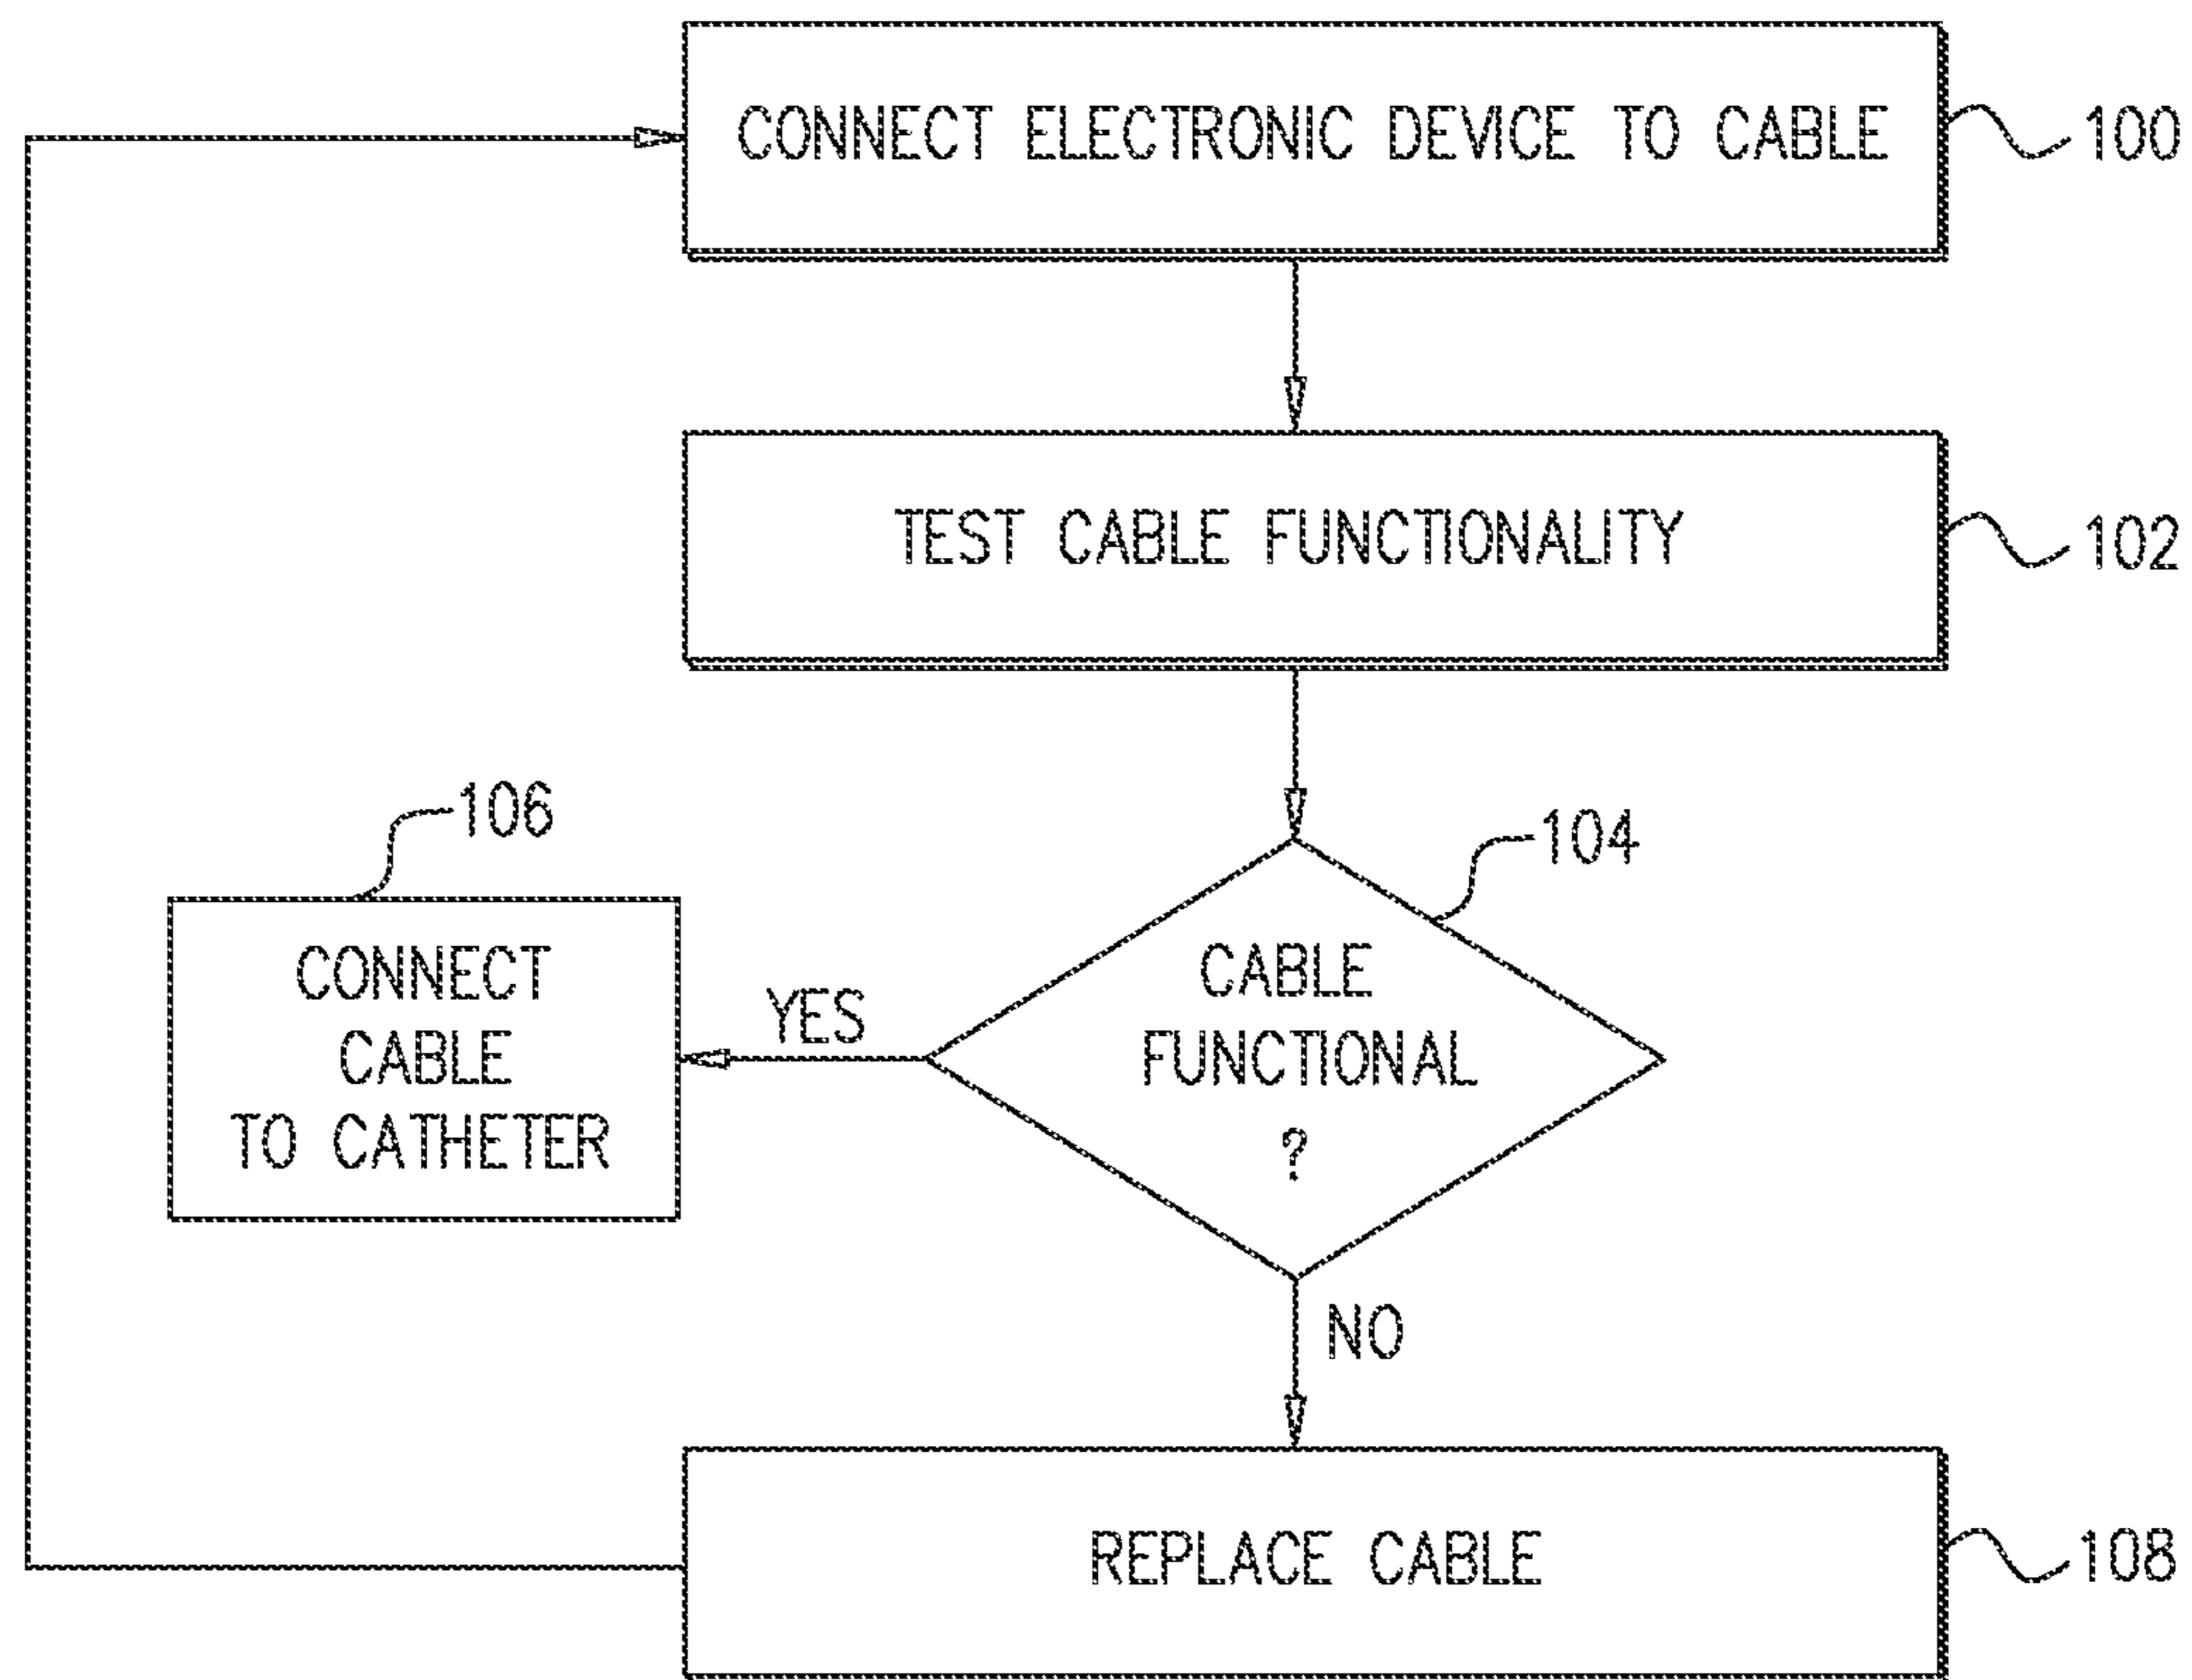 CONNECT ELECTRONIC DEVICE TO CABLE
100
TEST CABLE FUNCTIONALITY
102
106
104
CONNECT
CABLE
TO CATHETER
YES
CABLE
FUNCTIONAL
?
NO
REPLACE CABLE
108